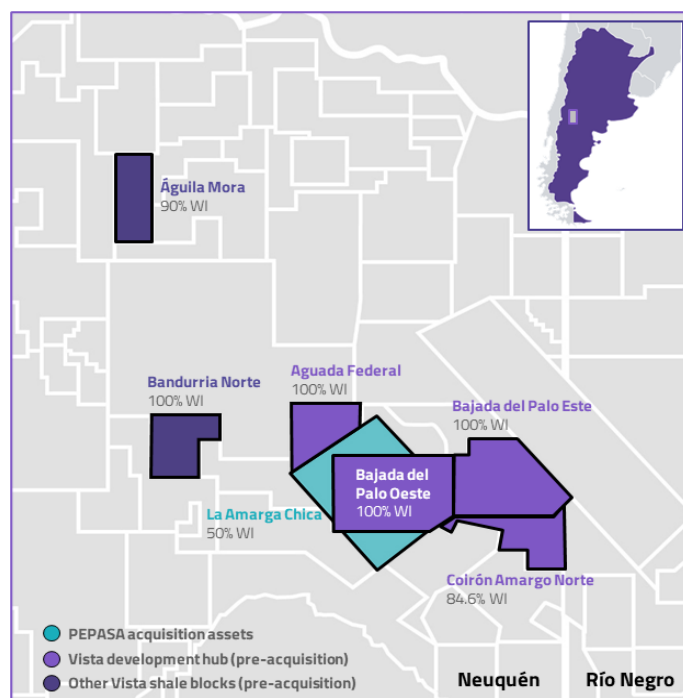 Águila Mora
90% WI
Bandurria Norte
100% WI
Aguada Federal
100% WI
Bajada del Palo Este
100% WI
Bajada del
Palo Oeste
100% WI
La Amarga Chica
50% WI
Coirón Amargo Norte
84.6% WI
PEPASA acquisition assets
Vista development hub (pre-acquisition)
Other Vista shale blocks (pre-acquisition)
Neuquén
Río Negro